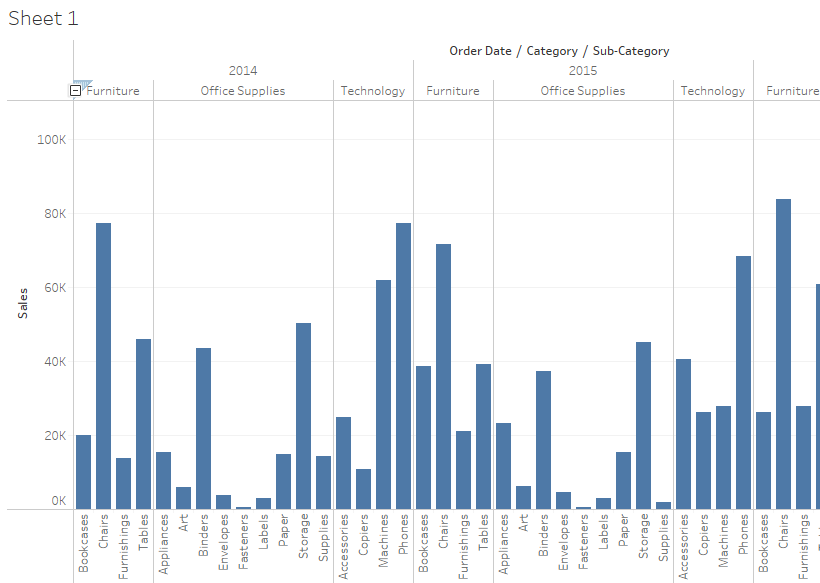 Sheet 1
Order Date / Category / Sub-Category
2014 2015
Furniture Office Supplies Technology Furniture Office Supplies Technology Furniture
100K
80K
60K
40K
20K
0K
Sales
Bookcases Chairs Furnishings Tables Appliances Art Binders Envelopes Fasteners Labels Paper Storage Supplies Accessories Copiers Machines Phones Bookcases Chairs Furnishings Tables Appliances Art Binders Envelopes Fasteners Labels Paper Storage Supplies Accessories Copiers Machines Phones Bookcases Chairs Furnishings